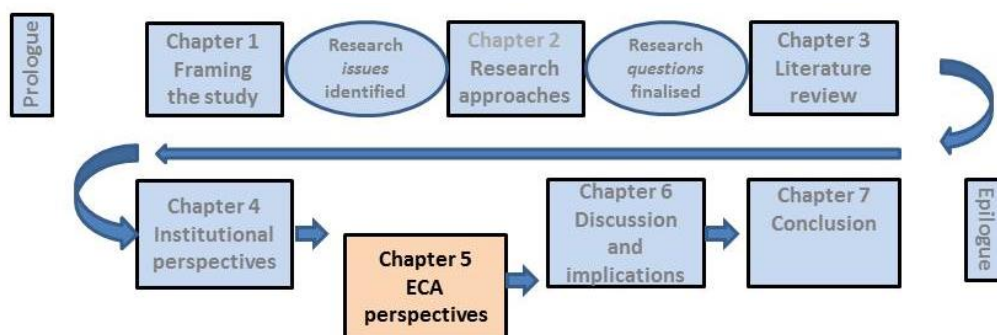 Prologue
Chapter 1
Framing
the study
Research
issues
identified
Chapter 2
Research
approaches
Research
questions
finalised
Chapter 3
Literature
review
Chapter 4
Institutional
perspectives
Chapter 5
ECA
perspectives
Chapter 6
Discussion
and
implications
Chapter 7
Conclusion
Epilogue